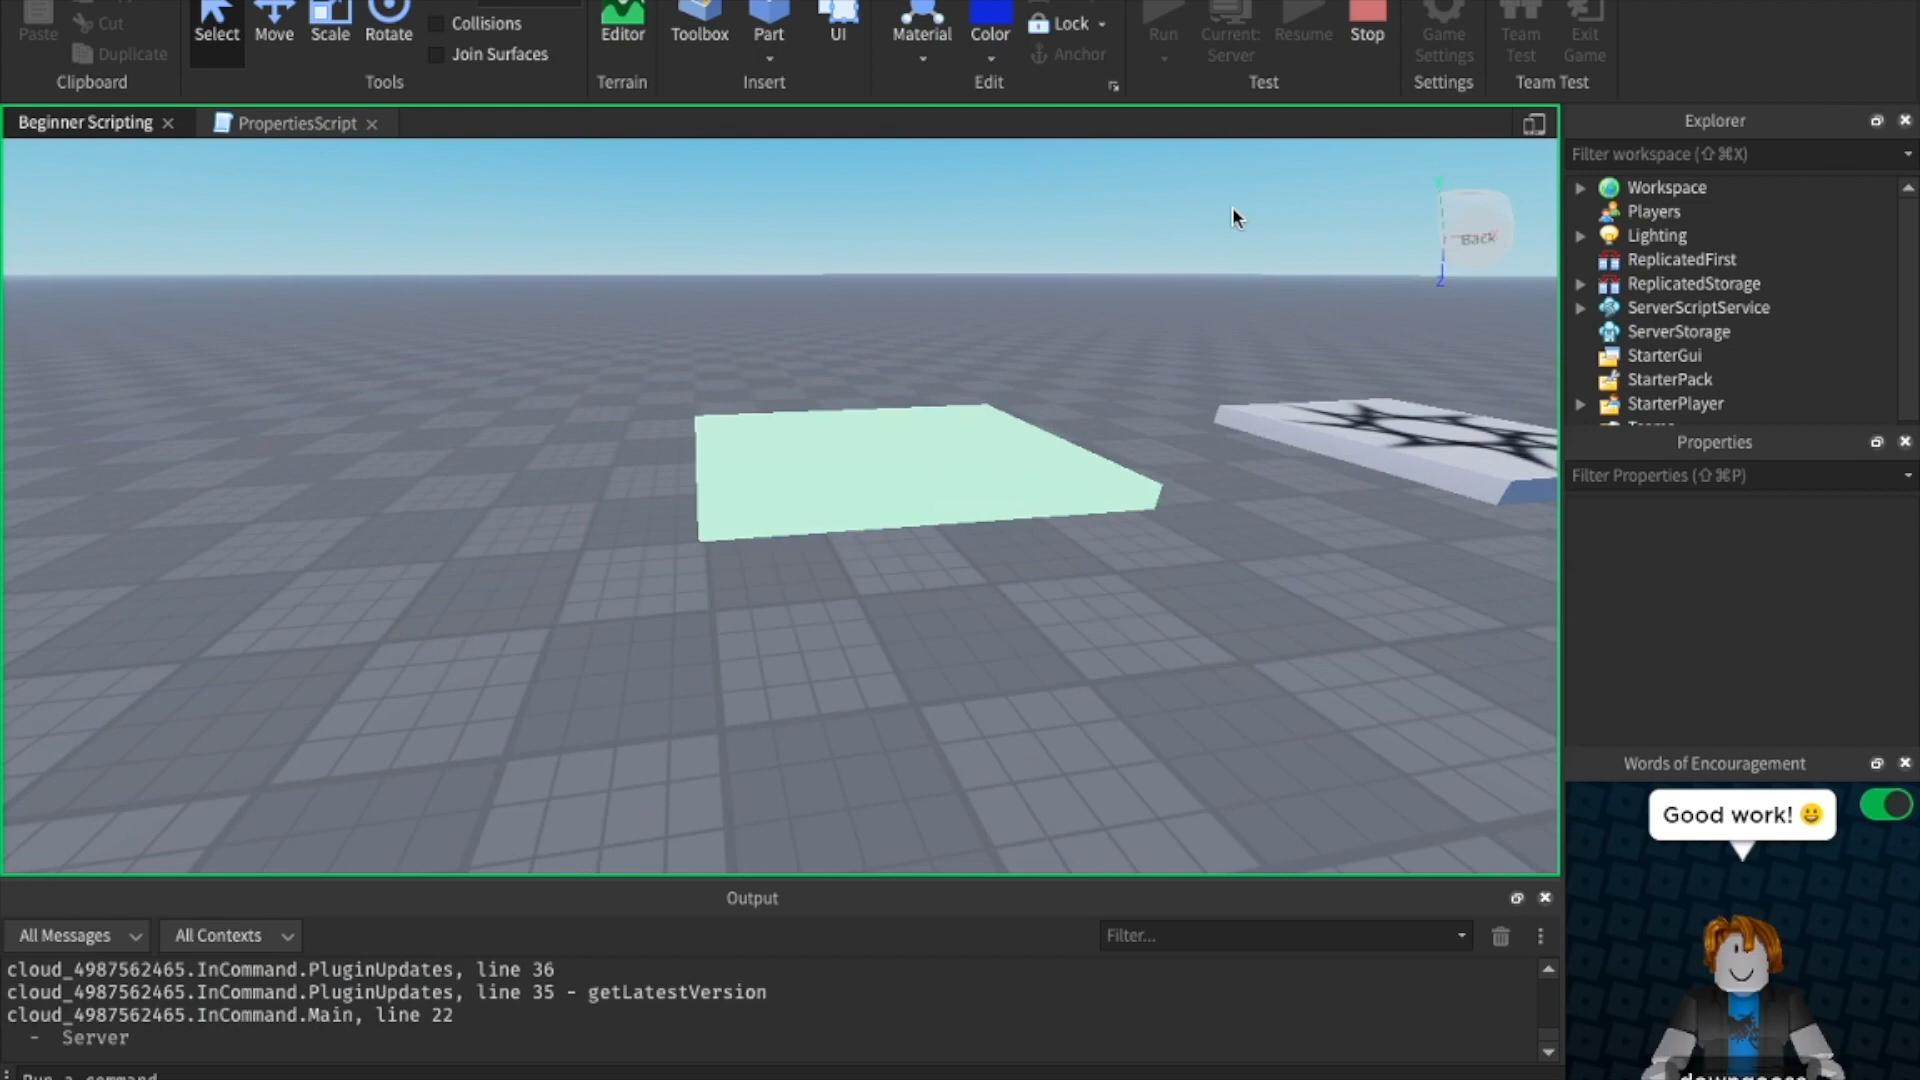 Paste
Cut
Duplicate
Clipboard
Select
Move
Scale
Rotate
Collisions
Join Surfaces
Tools
Editor
Terrain
Toolbox
Part
UI
Insert
Material
Color
Lock
Anchor
Edit
Run
Current:
Server
Resume
Stop
Test
Game
Settings
Settings
Team
Test
Exit
Game
Team Test
Beginner Scripting
PropertiesScript
Back
Z
Explorer
Filter workspace (⇧⌘X)
Workspace
Players
Lighting
ReplicatedFirst
ReplicatedStorage
ServerScriptService
ServerStorage
StarterGui
StarterPack
StarterPlayer
Properties
Filter Properties (⇧⌘P)
Words of Encouragement
Good work! 😀
Output
All Messages
All Contexts
Filter...
cloud_4987562465.InCommand.PluginUpdates, line 36
cloud_4987562465.InCommand.PluginUpdates, line 35 - getLatestVersion
cloud_4987562465.InCommand.Main, line 22
- Server
Run a command